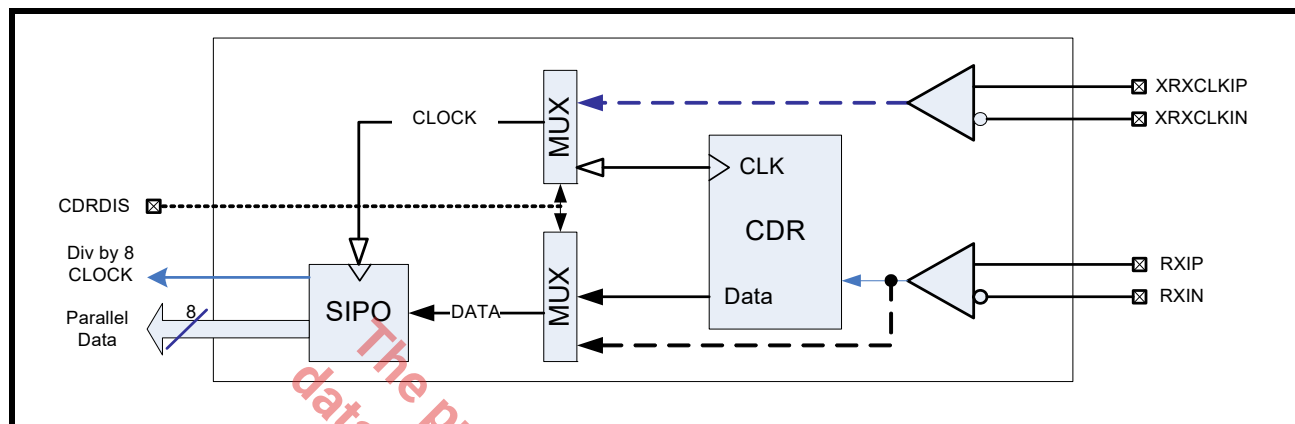 XRXCLKIP
XRXCLKIN
CLOCK
MUX
CLK
CDR
Data
CDRDIS
Div by 8
CLOCK
SIPO
DATA
MUX
RXIP
RXIN
8
Parallel
Data
The